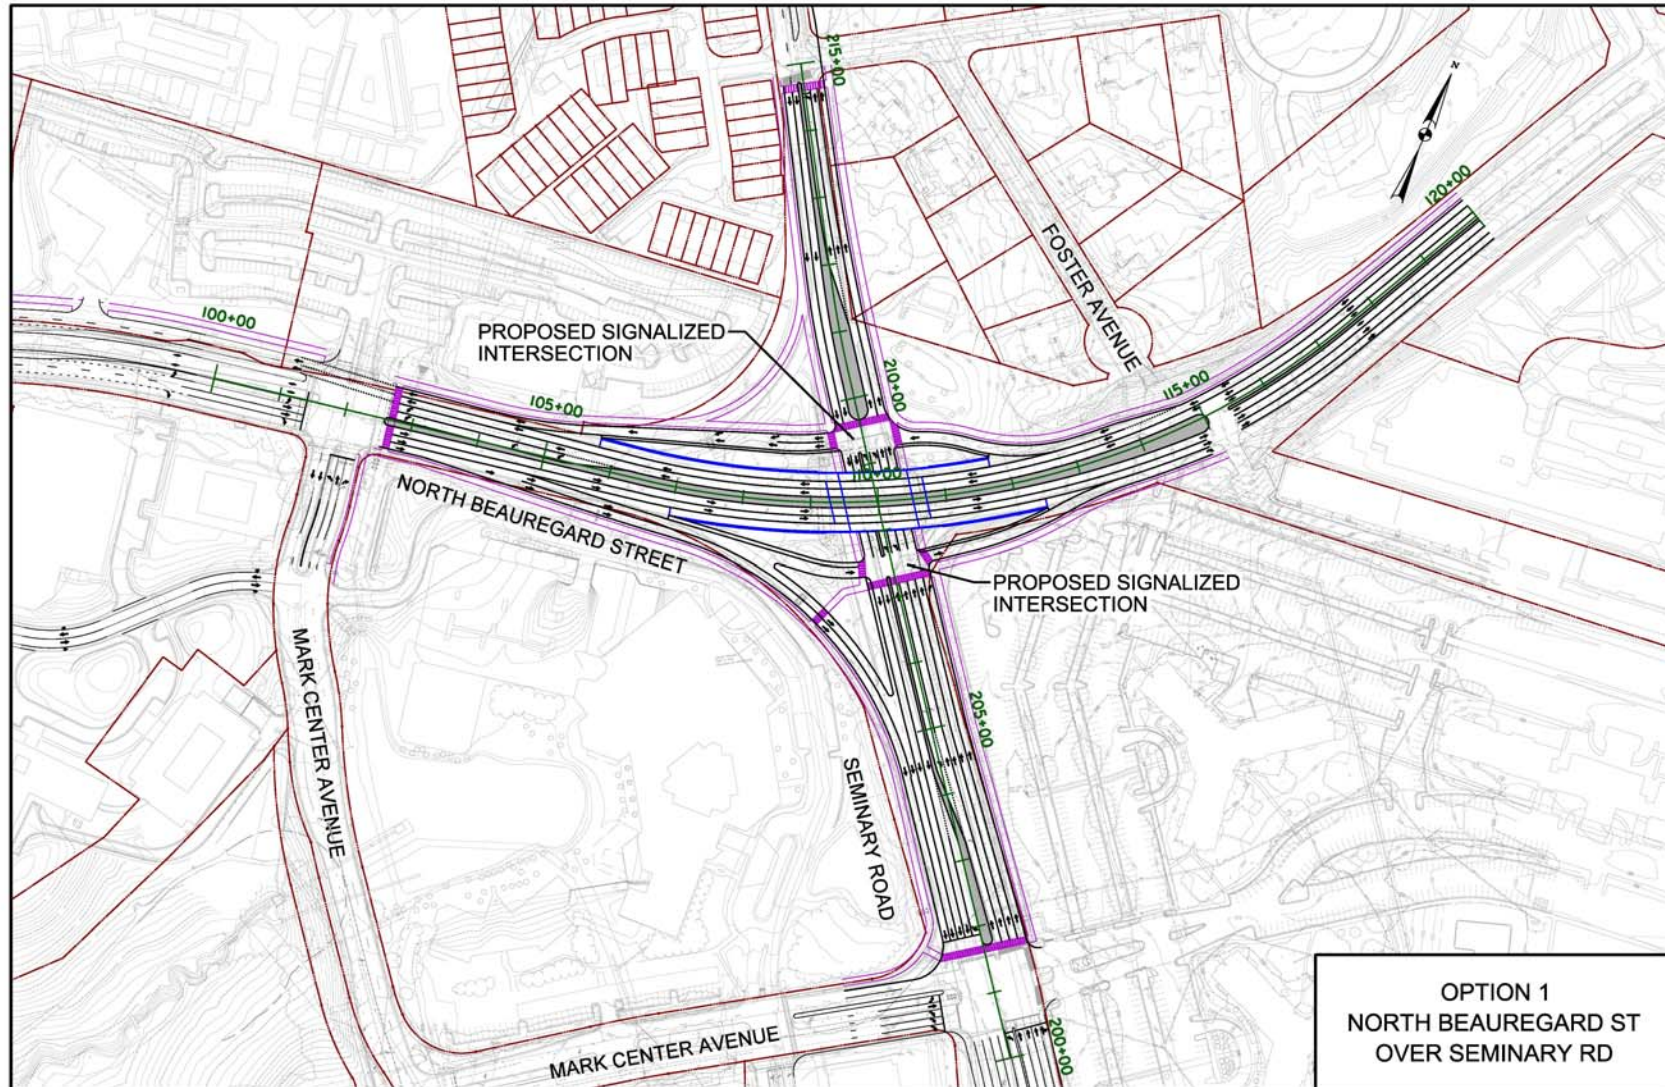 215+00
N
120+00
FOSTER AVENUE
100+00
PROPOSED SIGNALIZED
INTERSECTION
210+00
115+00
105+00
110+00
NORTH BEAUREGARD STREET
PROPOSED SIGNALIZED
INTERSECTION
MARK CENTER AVENUE
205+00
SEMINARY ROAD
MARK CENTER AVENUE
200+00
OPTION 1
NORTH BEAUREGARD ST
OVER SEMINARY RD